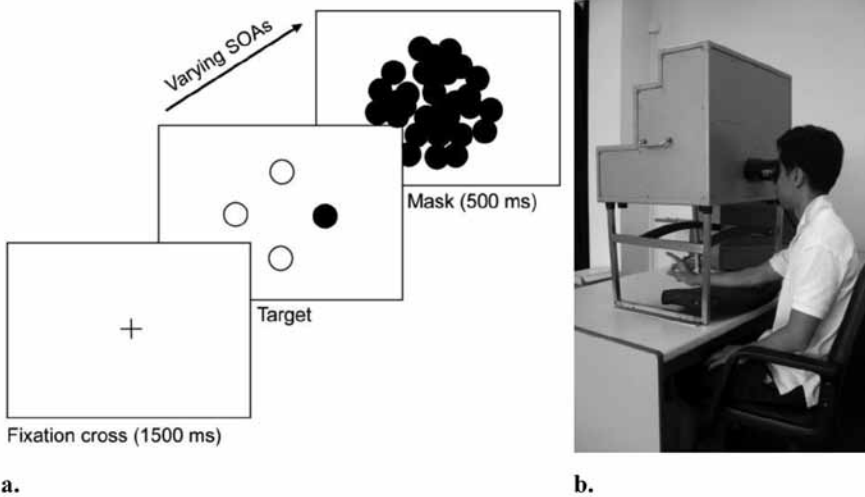 Varying SOAs
Mask (500 ms)
Target
Fixation cross (1500 ms)
a.
b.